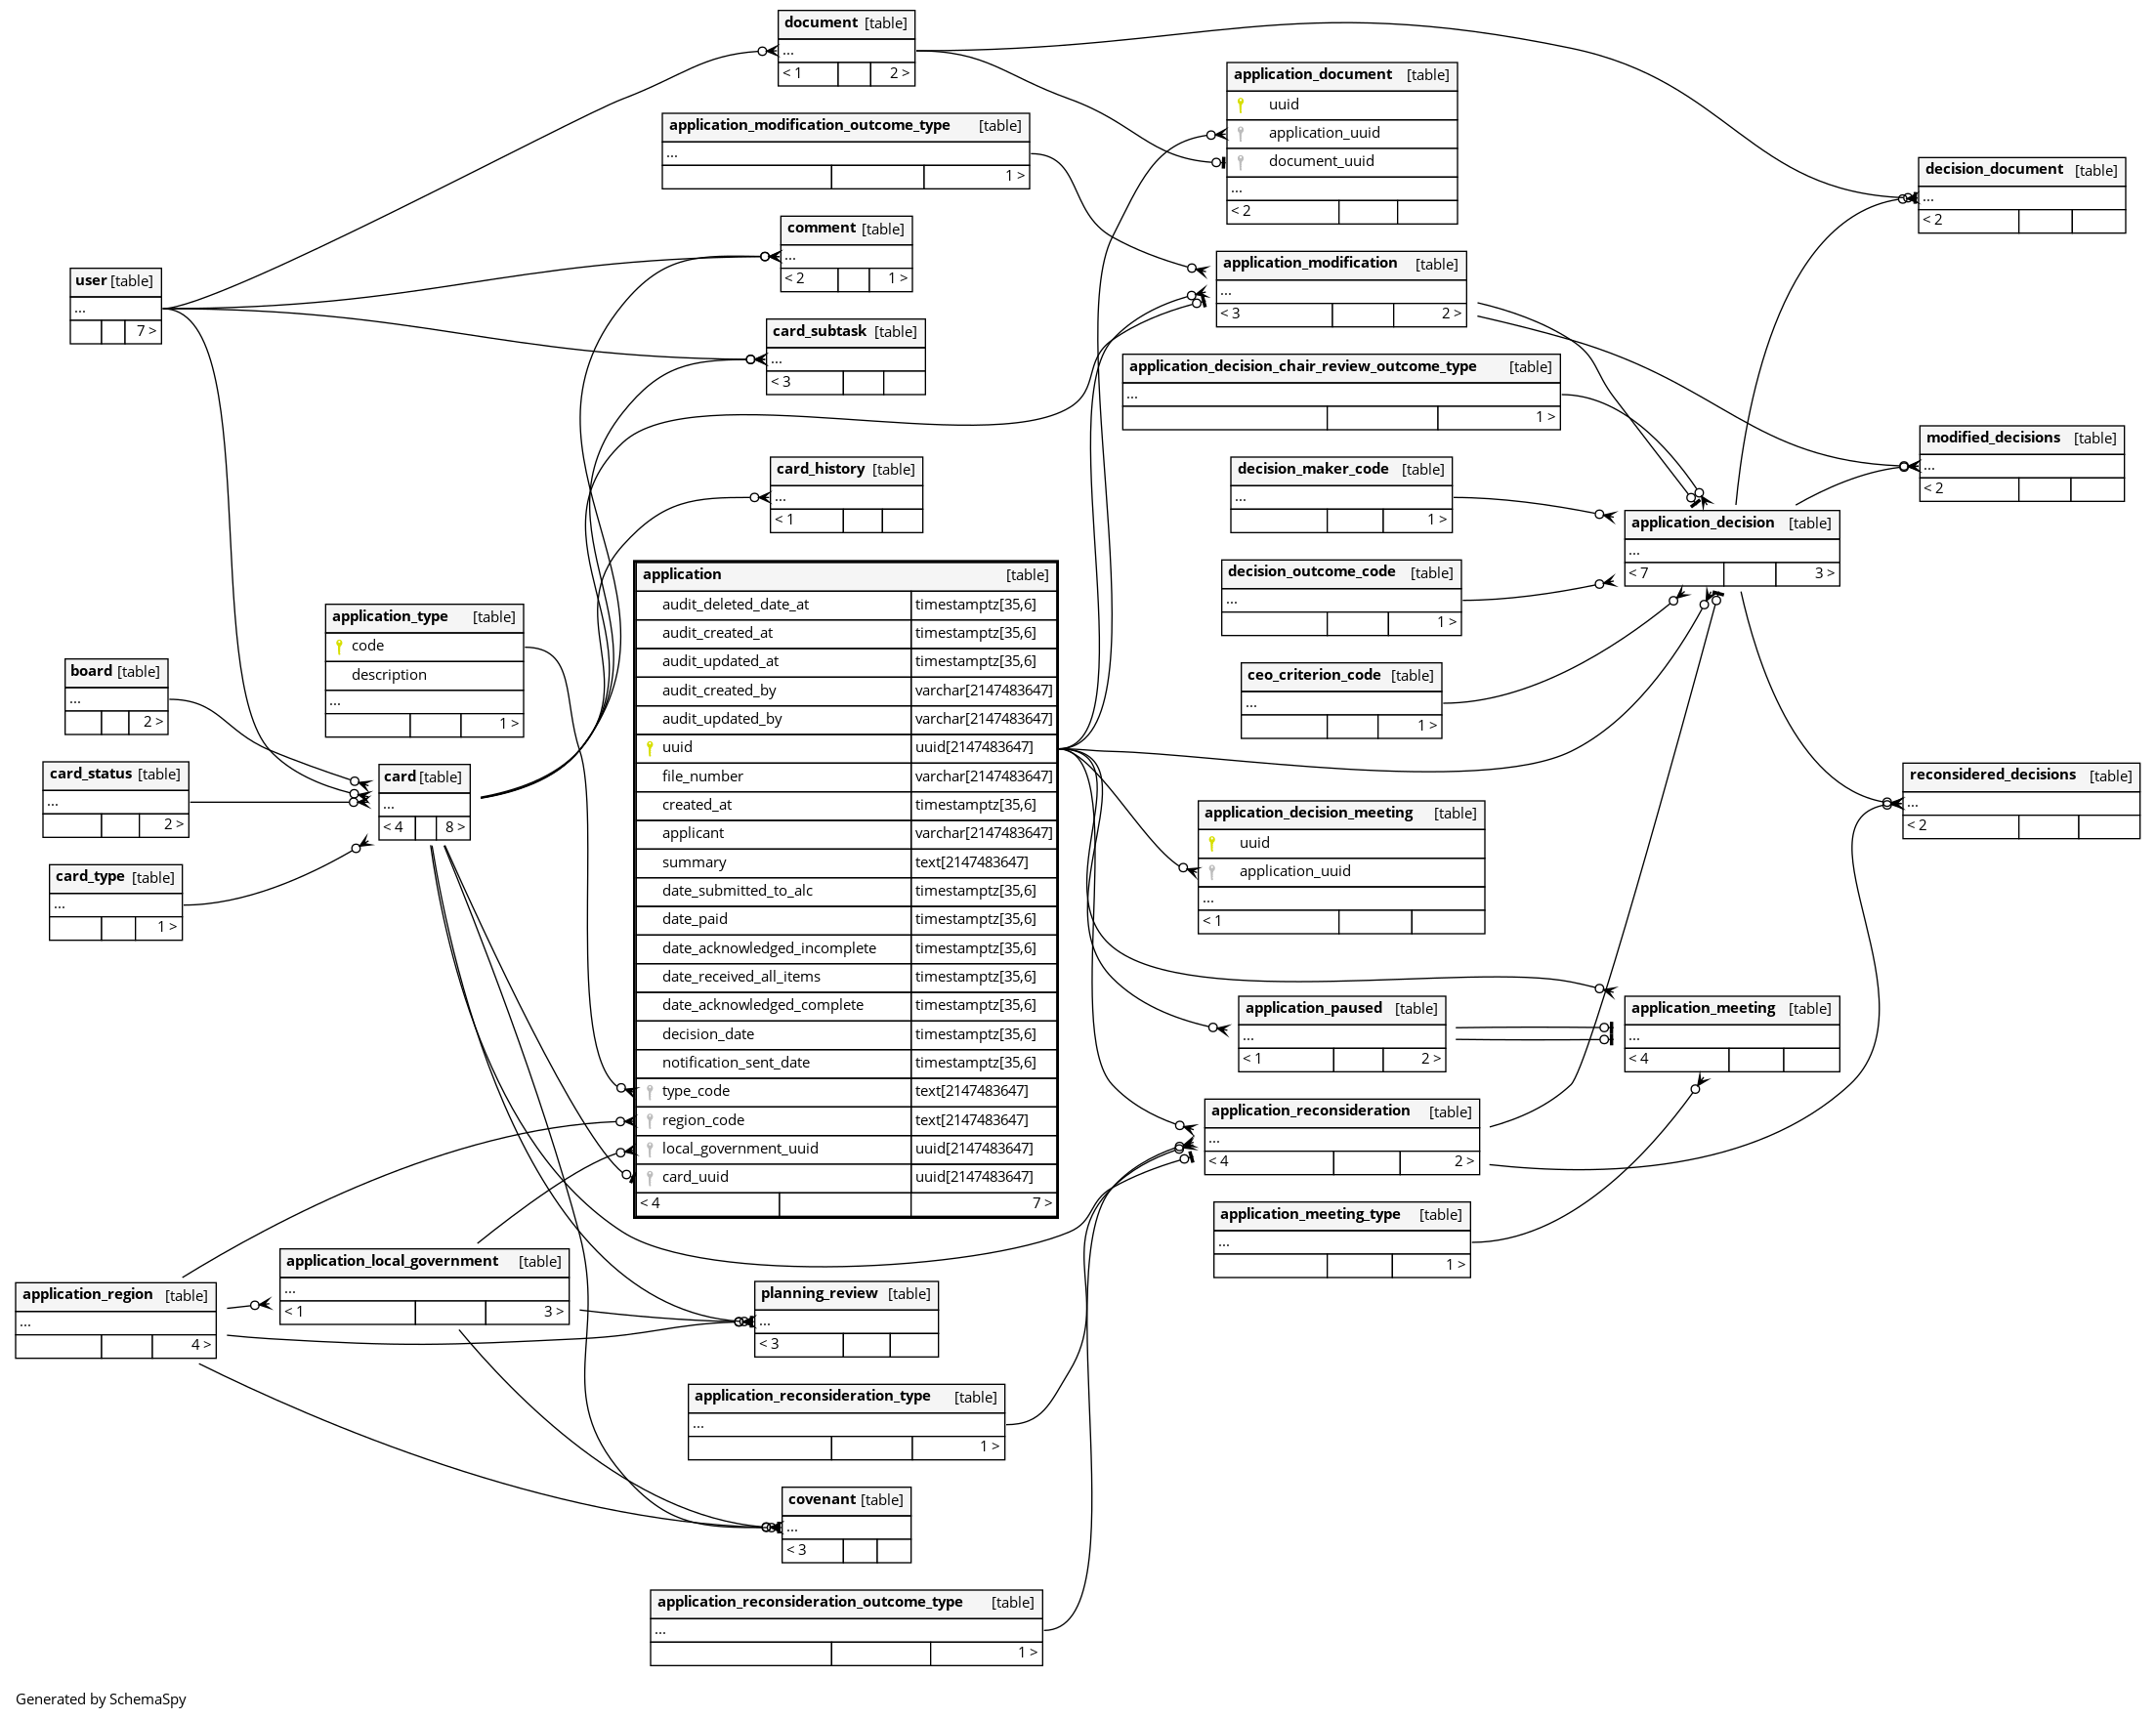 document [table]
...
< 1 2 >
application_document [table]
uuid
application_uuid
document_uuid
...
< 2
application_modification_outcome_type [table]
...
1 >
decision_document [table]
...
< 2
comment [table]
...
< 2 1 >
application_modification [table]
...
< 3 2 >
user [table]
...
7 >
card_subtask [table]
...
< 3
application_decision_chair_review_outcome_type [table]
...
1 >
modified_decisions [table]
...
< 2
card_history [table]
...
< 1
decision_maker_code [table]
...
1 >
application_decision [table]
...
< 7 3 >
decision_outcome_code [table]
...
1 >
application [table]
audit_deleted_date_at timestamptz[35,6]
audit_created_at timestamptz[35,6]
audit_updated_at timestamptz[35,6]
audit_created_by varchar[2147483647]
audit_updated_by varchar[2147483647]
uuid uuid[2147483647]
file_number varchar[2147483647]
created_at timestamptz[35,6]
applicant varchar[2147483647]
summary text[2147483647]
date_submitted_to_alc timestamptz[35,6]
date_paid timestamptz[35,6]
date_acknowledged_incomplete timestamptz[35,6]
date_received_all_items timestamptz[35,6]
date_acknowledged_complete timestamptz[35,6]
decision_date timestamptz[35,6]
notification_sent_date timestamptz[35,6]
type_code text[2147483647]
region_code text[2147483647]
local_government_uuid uuid[2147483647]
card_uuid uuid[2147483647]
< 4 7 >
application_type [table]
code
description
...
1 >
board [table]
...
2 >
ceo_criterion_code [table]
...
1 >
card_status [table]
...
2 >
card [table]
...
< 4 8 >
reconsidered_decisions [table]
...
< 2
application_decision_meeting [table]
uuid
application_uuid
...
< 1
card_type [table]
...
1 >
application_paused [table]
...
< 1 2 >
application_meeting [table]
...
< 4
application_reconsideration [table]
...
< 4 2 >
application_meeting_type [table]
...
1 >
application_local_government [table]
...
< 1 3 >
application_region [table]
...
4 >
planning_review [table]
...
< 3
application_reconsideration_type [table]
...
1 >
covenant [table]
...
< 3
application_reconsideration_outcome_type [table]
...
1 >
Generated by SchemaSpy